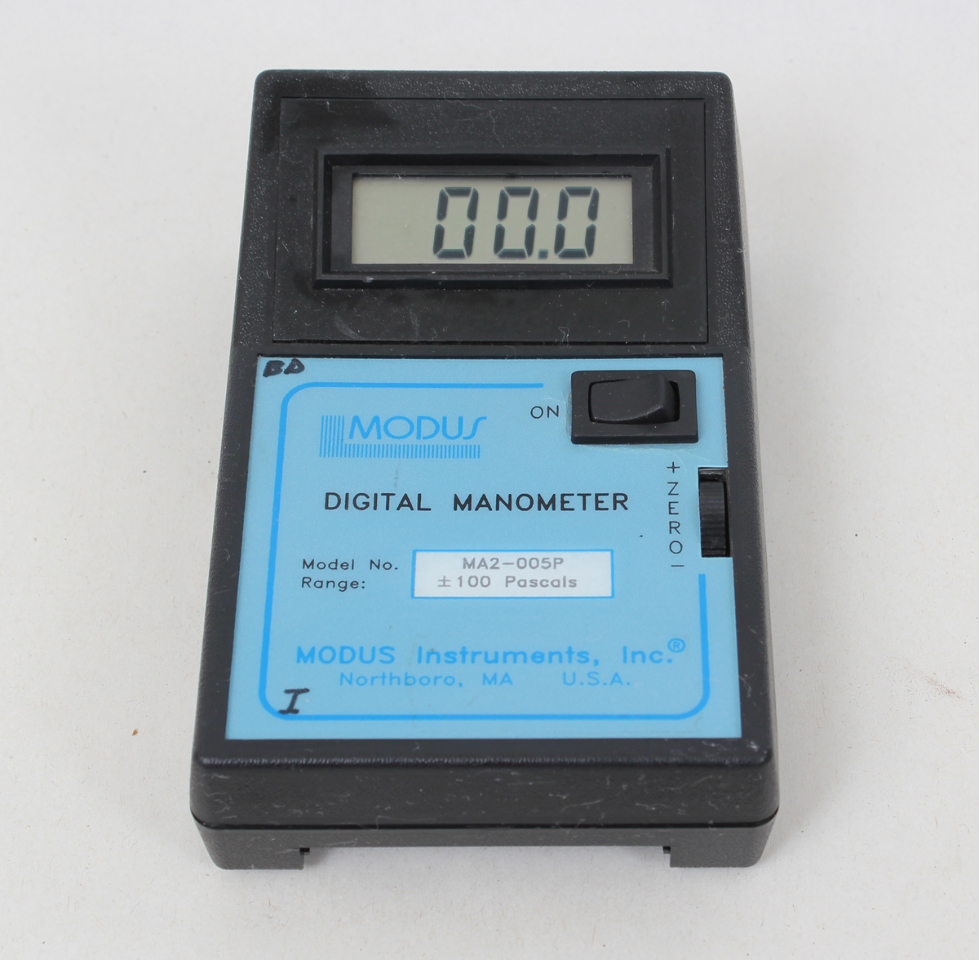 00.0
BD
ON
MODUS
+ ZERO −
DIGITAL MANOMETER
Model No. MA2-005P
Range: ±100 Pascals
MODUS Instruments, Inc.®
Northboro, MA U.S.A.
I